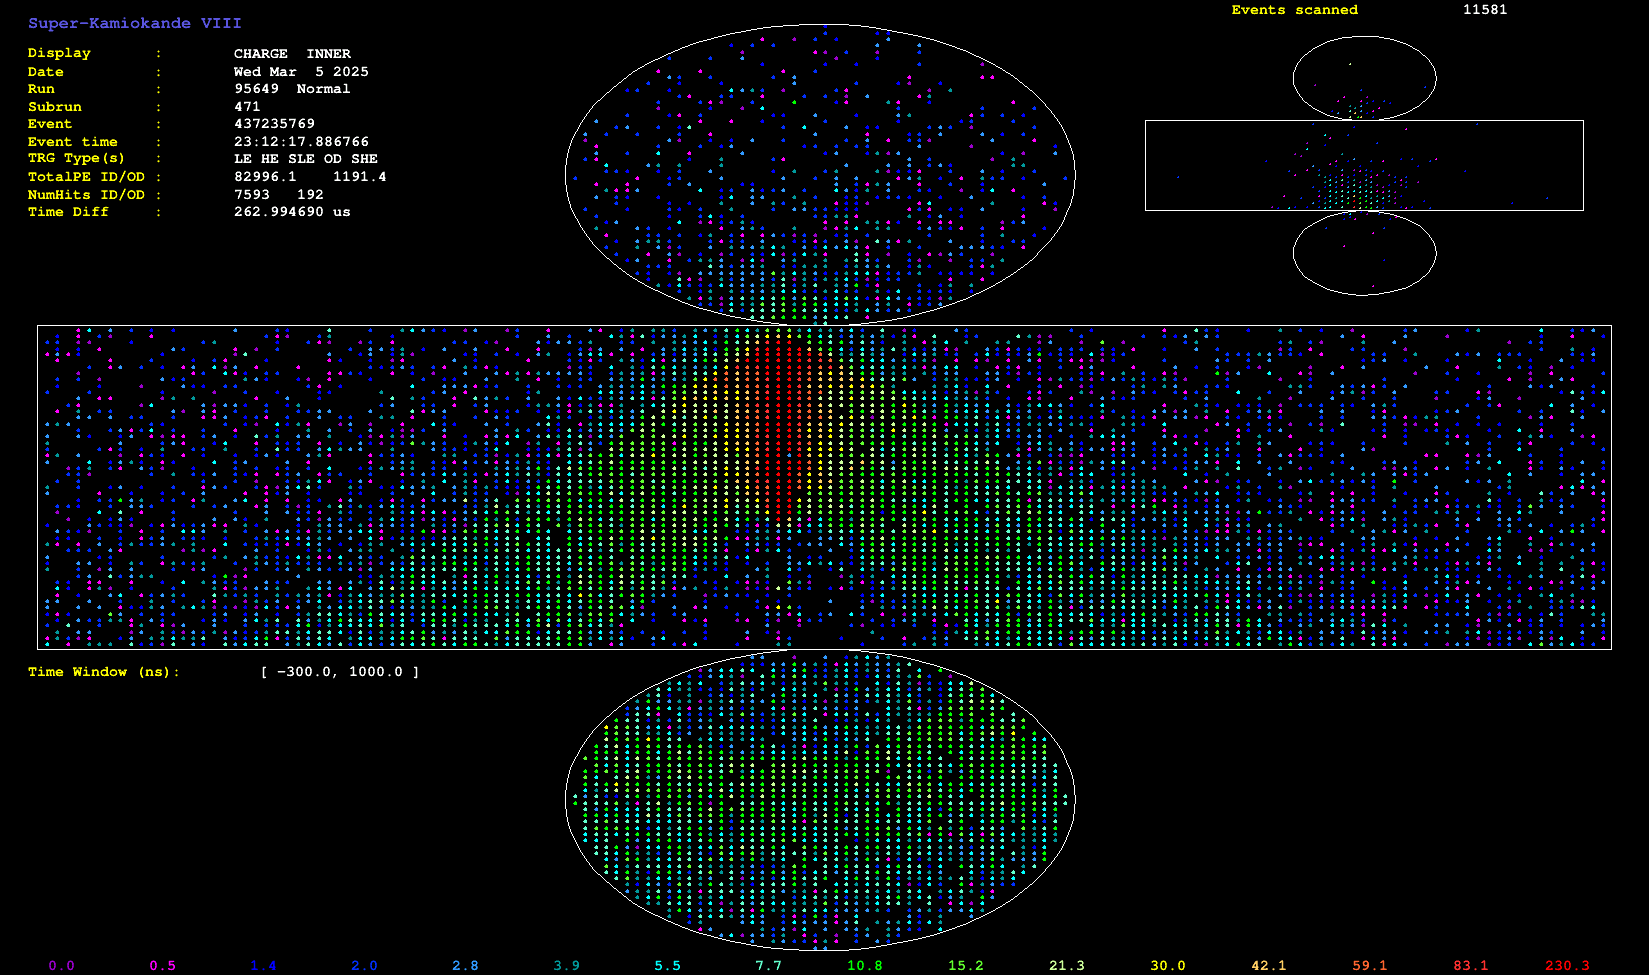 Super-Kamiokande VIII
Events scanned 11581
Display : CHARGE INNER
Date : Wed Mar 5 2025
Run : 95649 Normal
Subrun : 471
Event : 437235769
Event time : 23:12:17.886766
TRG Type(s) : LE HE SLE OD SHE
TotalPE ID/OD : 82996.1 1191.4
NumHits ID/OD : 7593 192
Time Diff : 262.994690 us
Time Window (ns): [ -300.0, 1000.0 ]
0.0 0.5 1.4 2.0 2.8 3.9 5.5 7.7 10.8 15.2 21.3 30.0 42.1 59.1 83.1 230.3